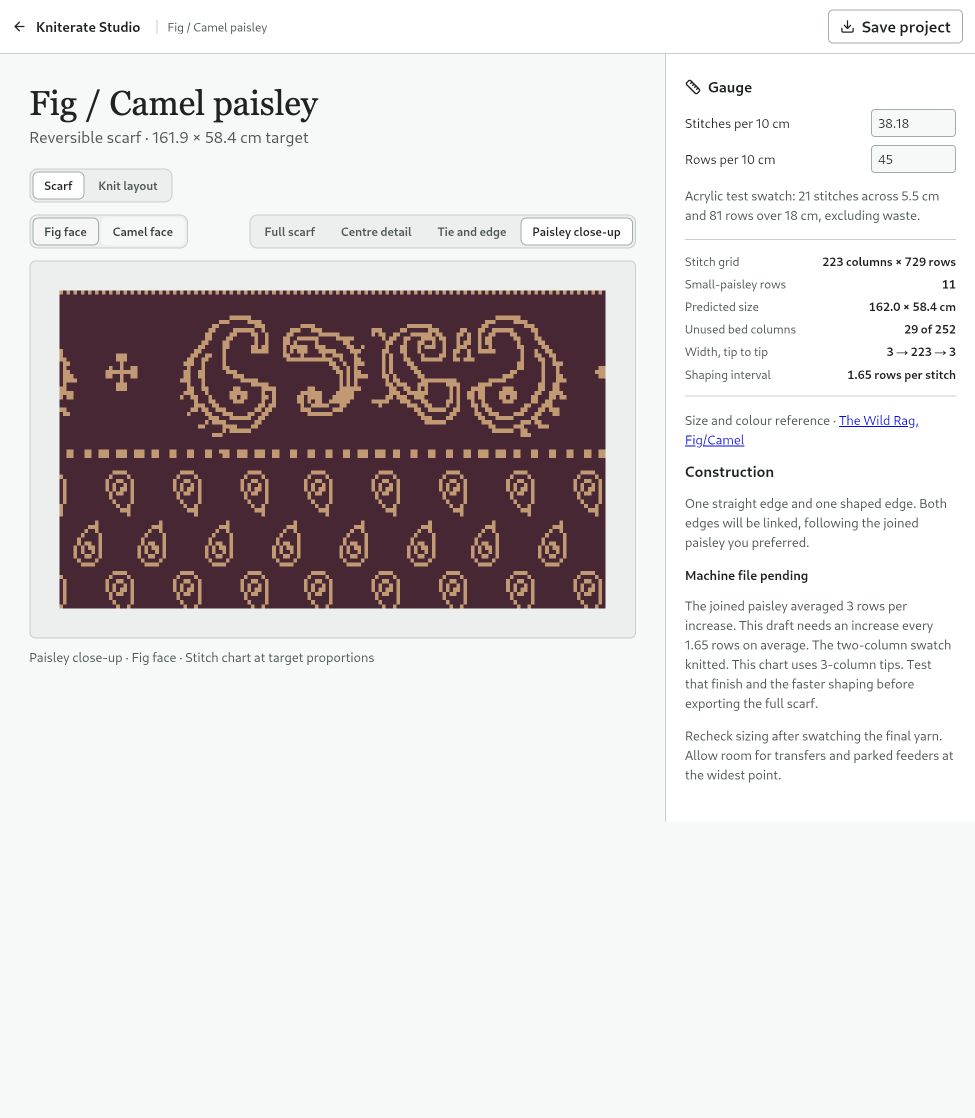 Kniterate Studio
Fig / Camel paisley
Save project
Fig / Camel paisley
Reversible scarf · 161.9 × 58.4 cm target
Scarf
Knit layout
Fig face
Camel face
Full scarf
Centre detail
Tie and edge
Paisley close-up
Paisley close-up · Fig face · Stitch chart at target proportions
Gauge
Stitches per 10 cm
38.18
Rows per 10 cm
45
Acrylic test swatch: 21 stitches across 5.5 cm
and 81 rows over 18 cm, excluding waste.
Stitch grid
223 columns × 729 rows
Small-paisley rows
11
Predicted size
162.0 × 58.4 cm
Unused bed columns
29 of 252
Width, tip to tip
3 → 223 → 3
Shaping interval
1.65 rows per stitch
Size and colour reference · The Wild Rag,
Fig/Camel
Construction
One straight edge and one shaped edge. Both
edges will be linked, following the joined
paisley you preferred.
Machine file pending
The joined paisley averaged 3 rows per
increase. This draft needs an increase every
1.65 rows on average. The two-column swatch
knitted. This chart uses 3-column tips. Test
that finish and the faster shaping before
exporting the full scarf.
Recheck sizing after swatching the final yarn.
Allow room for transfers and parked feeders at
the widest point.